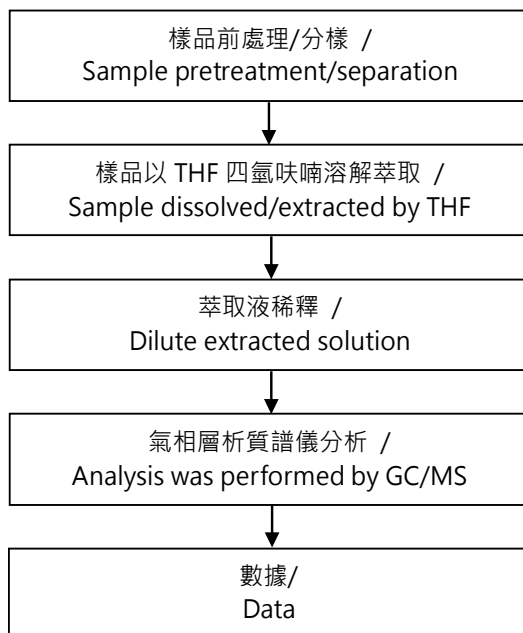 樣品前處理/分樣 /
Sample pretreatment/separation
樣品以 THF 四氫呋喃溶解萃取 /
Sample dissolved/extracted by THF
萃取液稀釋 /
Dilute extracted solution
氣相層析質譜儀分析 /
Analysis was performed by GC/MS
數據/
Data